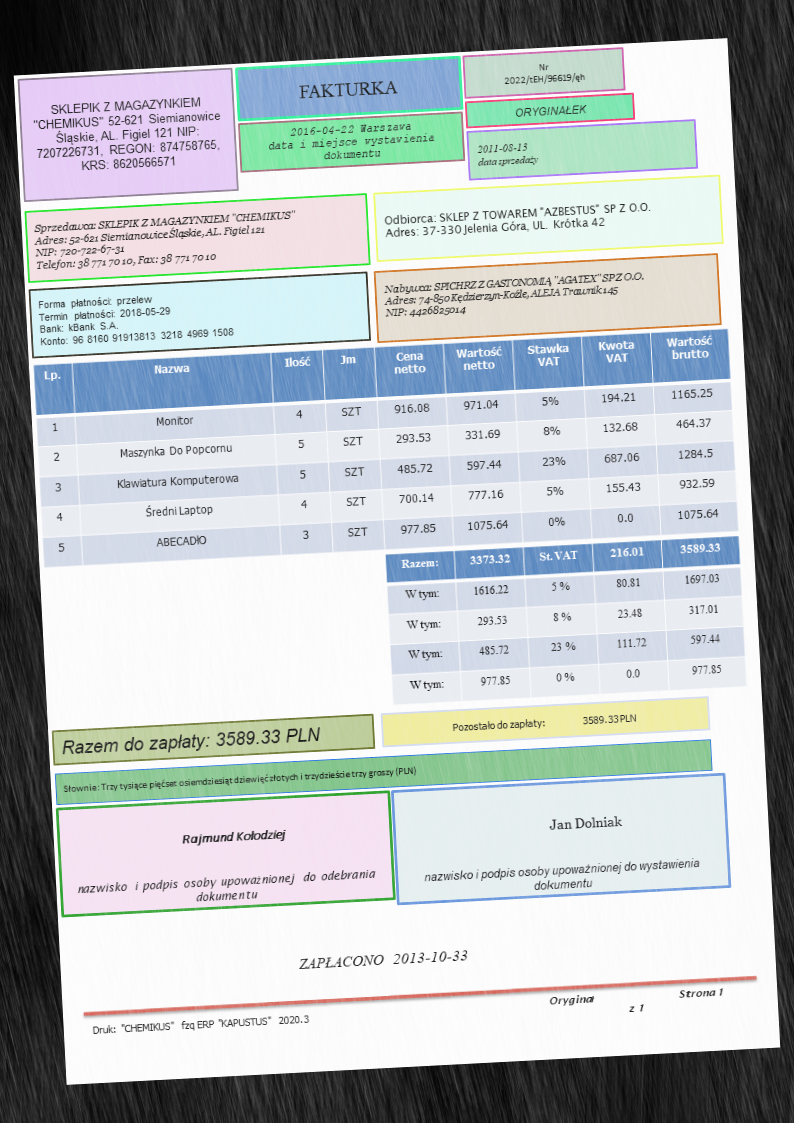 SKLEPIK Z MAGAZYNKIEM
"CHEMIKUS" 52-621 Siemianowice
Śląskie, AL. Figiel 121 NIP:
7207226731, REGON: 874758765,
KRS: 8620566571
FAKTURKA
2016-04-22 Warszawa
data i miejsce wystawienia
dokumentu
Nr
2022/tEH/96619/ęh
ORYGINAŁEK
2011-08-13
data sprzedaży
Sprzedawca: SKLEPIK Z MAGAZYNKIEM "CHEMIKUS"
Adres: 52-621 Siemianowice Śląskie, AL. Figiel 121
NIP: 720-722-67-31
Telefon: 38 771 70 10, Fax: 38 771 70 10
Odbiorca: SKLEP Z TOWAREM "AZBESTUS" SP Z O.O.
Adres: 37-330 Jelenia Góra, UL. Krótka 42
Forma płatności: przelew
Termin płatności: 2018-05-29
Bank: kBank S.A.
Konto: 96 8160 91913813 3218 4969 1508
Nabywca: SPICHRZ Z GASTONOMIĄ "AGATEX" SP Z O.O.
Adres: 74-850 Kędzierzyn-Koźle, ALEJA Trawnik 145
NIP: 4426825014
Lp. Nazwa Ilość Jm Cena netto Wartość netto Stawka VAT Kwota VAT Wartość brutto
1 Monitor 4 SZT 916.08 971.04 5% 194.21 1165.25
2 Maszynka Do Popcornu 5 SZT 293.53 331.69 8% 132.68 464.37
3 Klawiatura Komputerowa 5 SZT 485.72 597.44 23% 687.06 1284.5
4 Średni Laptop 4 SZT 700.14 777.16 5% 155.43 932.59
5 ABECADŁO 3 SZT 977.85 1075.64 0% 0.0 1075.64
Razem: 3373.32 St. VAT 216.01 3589.33
W tym: 1616.22 5 % 80.81 1697.03
W tym: 293.53 8 % 23.48 317.01
W tym: 485.72 23 % 111.72 597.44
W tym: 977.85 0 % 0.0 977.85
Razem do zapłaty: 3589.33 PLN
Pozostało do zapłaty: 3589.33 PLN
Słownie: Trzy tysiące pięćset osiemdziesiąt dziewięć złotych i trzydzieście trzy groszy (PLN)
Rajmund Kołodziej
nazwisko i podpis osoby upoważnionej do odebrania
dokumentu
Jan Dolniak
nazwisko i podpis osoby upoważnionej do wystawienia
dokumentu
ZAPŁACONO 2013-10-33
Druk: "CHEMIKUS" fzq ERP "KAPUSTUS" 2020.3
Oryginał
Strona 1
z 1